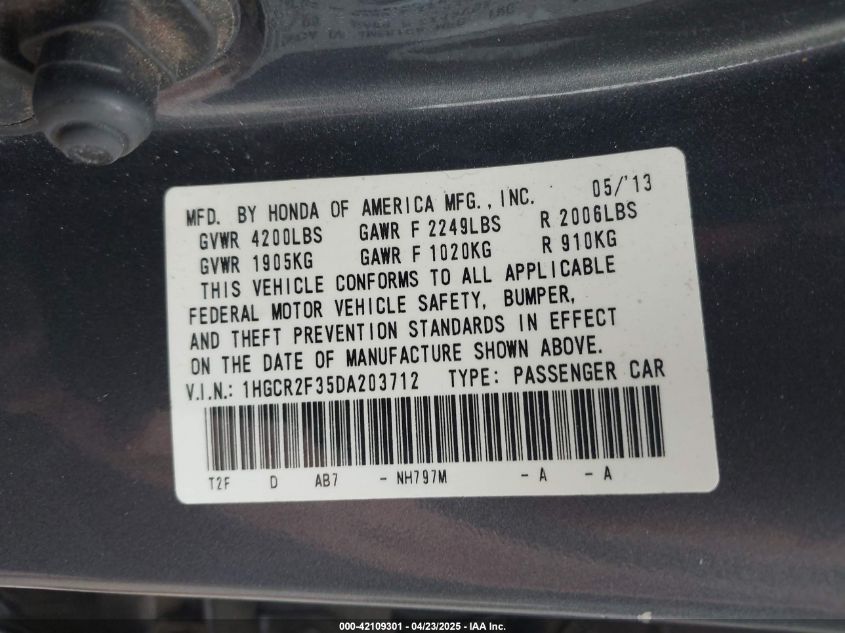 MFD. BY HONDA OF AMERICA MFG., INC. 05/'13
GVWR 4200LBS GAWR F 2249LBS R 2006LBS
GVWR 1905KG GAWR F 1020KG R 910KG
THIS VEHICLE CONFORMS TO ALL APPLICABLE
FEDERAL MOTOR VEHICLE SAFETY, BUMPER,
AND THEFT PREVENTION STANDARDS IN EFFECT
ON THE DATE OF MANUFACTURE SHOWN ABOVE.
V.I.N.: 1HGCR2F35DA203712 TYPE: PASSENGER CAR
T2F D AB7 - NH797M - A - A
000-42109301 - 04/23/2025 - IAA Inc.